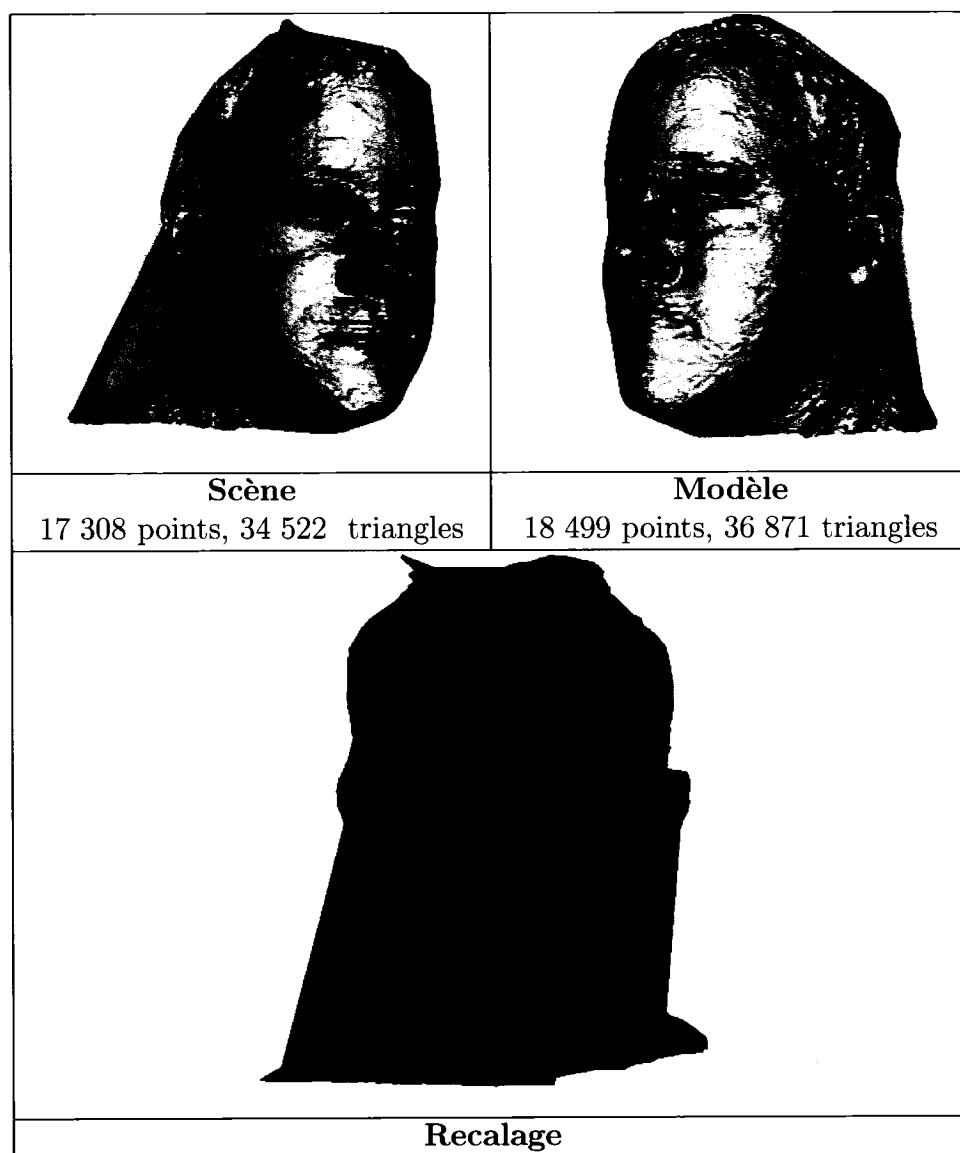 Scène
17 308 points, 34 522 triangles
Modèle
18 499 points, 36 871 triangles
Recalage